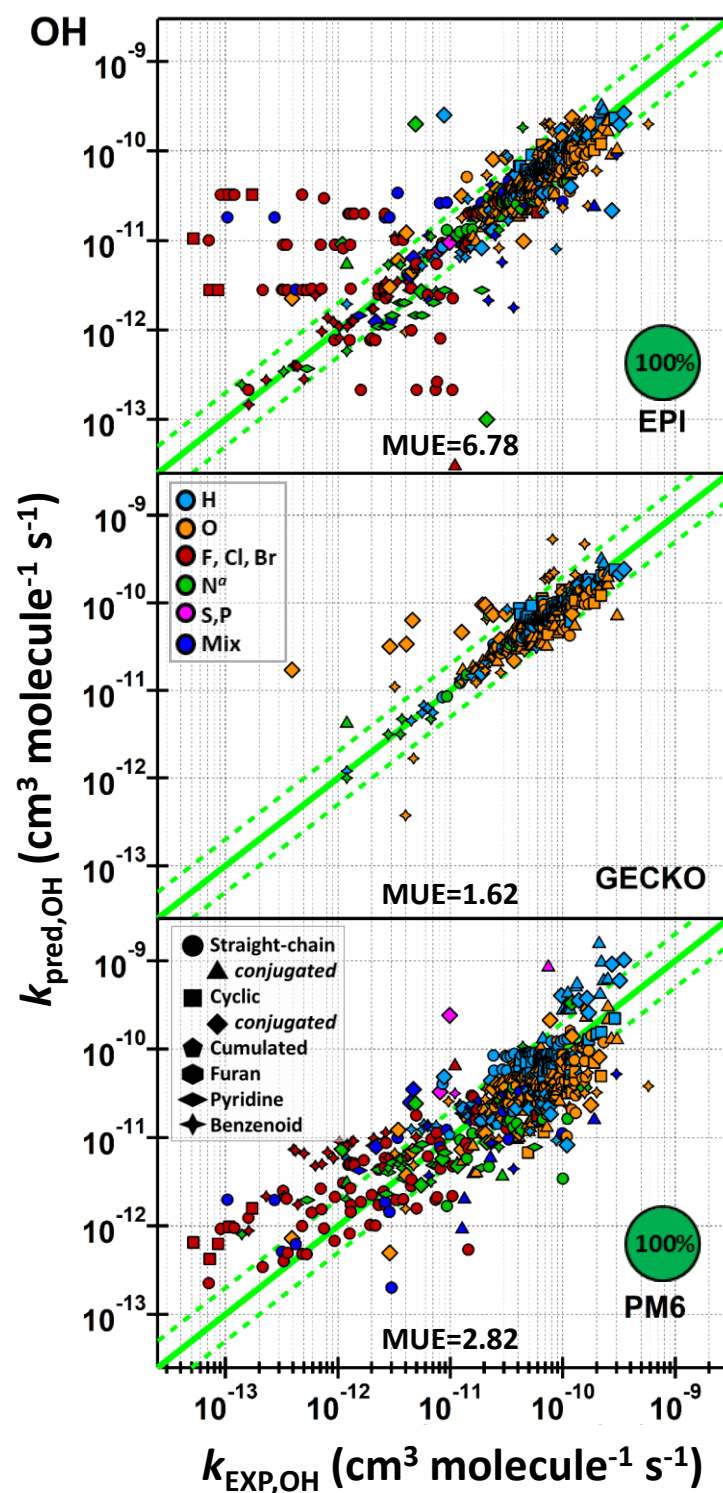 OH
10⁻⁹
10⁻¹⁰
10⁻¹¹
10⁻¹²
10⁻¹³
100%
EPI
MUE=6.78
10⁻⁹
10⁻¹⁰
10⁻¹¹
10⁻¹²
10⁻¹³
H
O
F, Cl, Br
Nᵃ
S,P
Mix
GECKO
MUE=1.62
k_pred,OH (cm³ molecule⁻¹ s⁻¹)
10⁻⁹
10⁻¹⁰
10⁻¹¹
10⁻¹²
10⁻¹³
Straight-chain
conjugated
Cyclic
conjugated
Cumulated
Furan
Pyridine
Benzenoid
100%
PM6
MUE=2.82
10⁻¹³ 10⁻¹² 10⁻¹¹ 10⁻¹⁰ 10⁻⁹
k_EXP,OH (cm³ molecule⁻¹ s⁻¹)